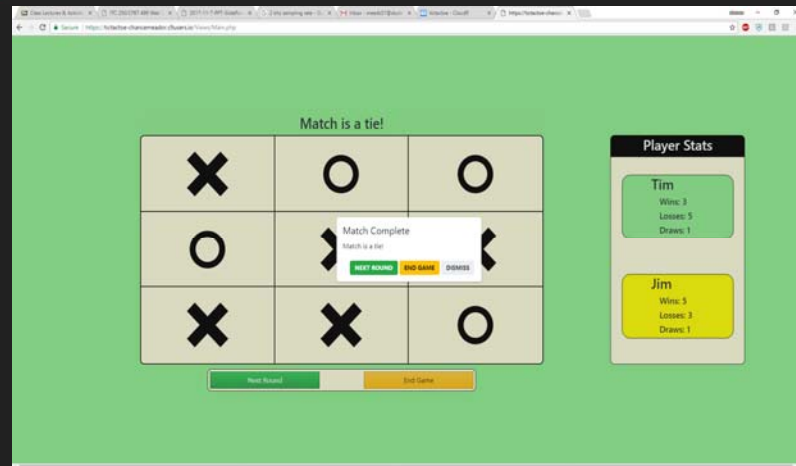 Secure
Match is a tie!
X O O
O
X X O
Match Complete
Match is a tie!
NEXT ROUND END GAME DISMISS
Next Round End Game
Player Stats
Tim
Wins: 3
Losses: 5
Draws: 1
Jim
Wins: 5
Losses: 3
Draws: 1